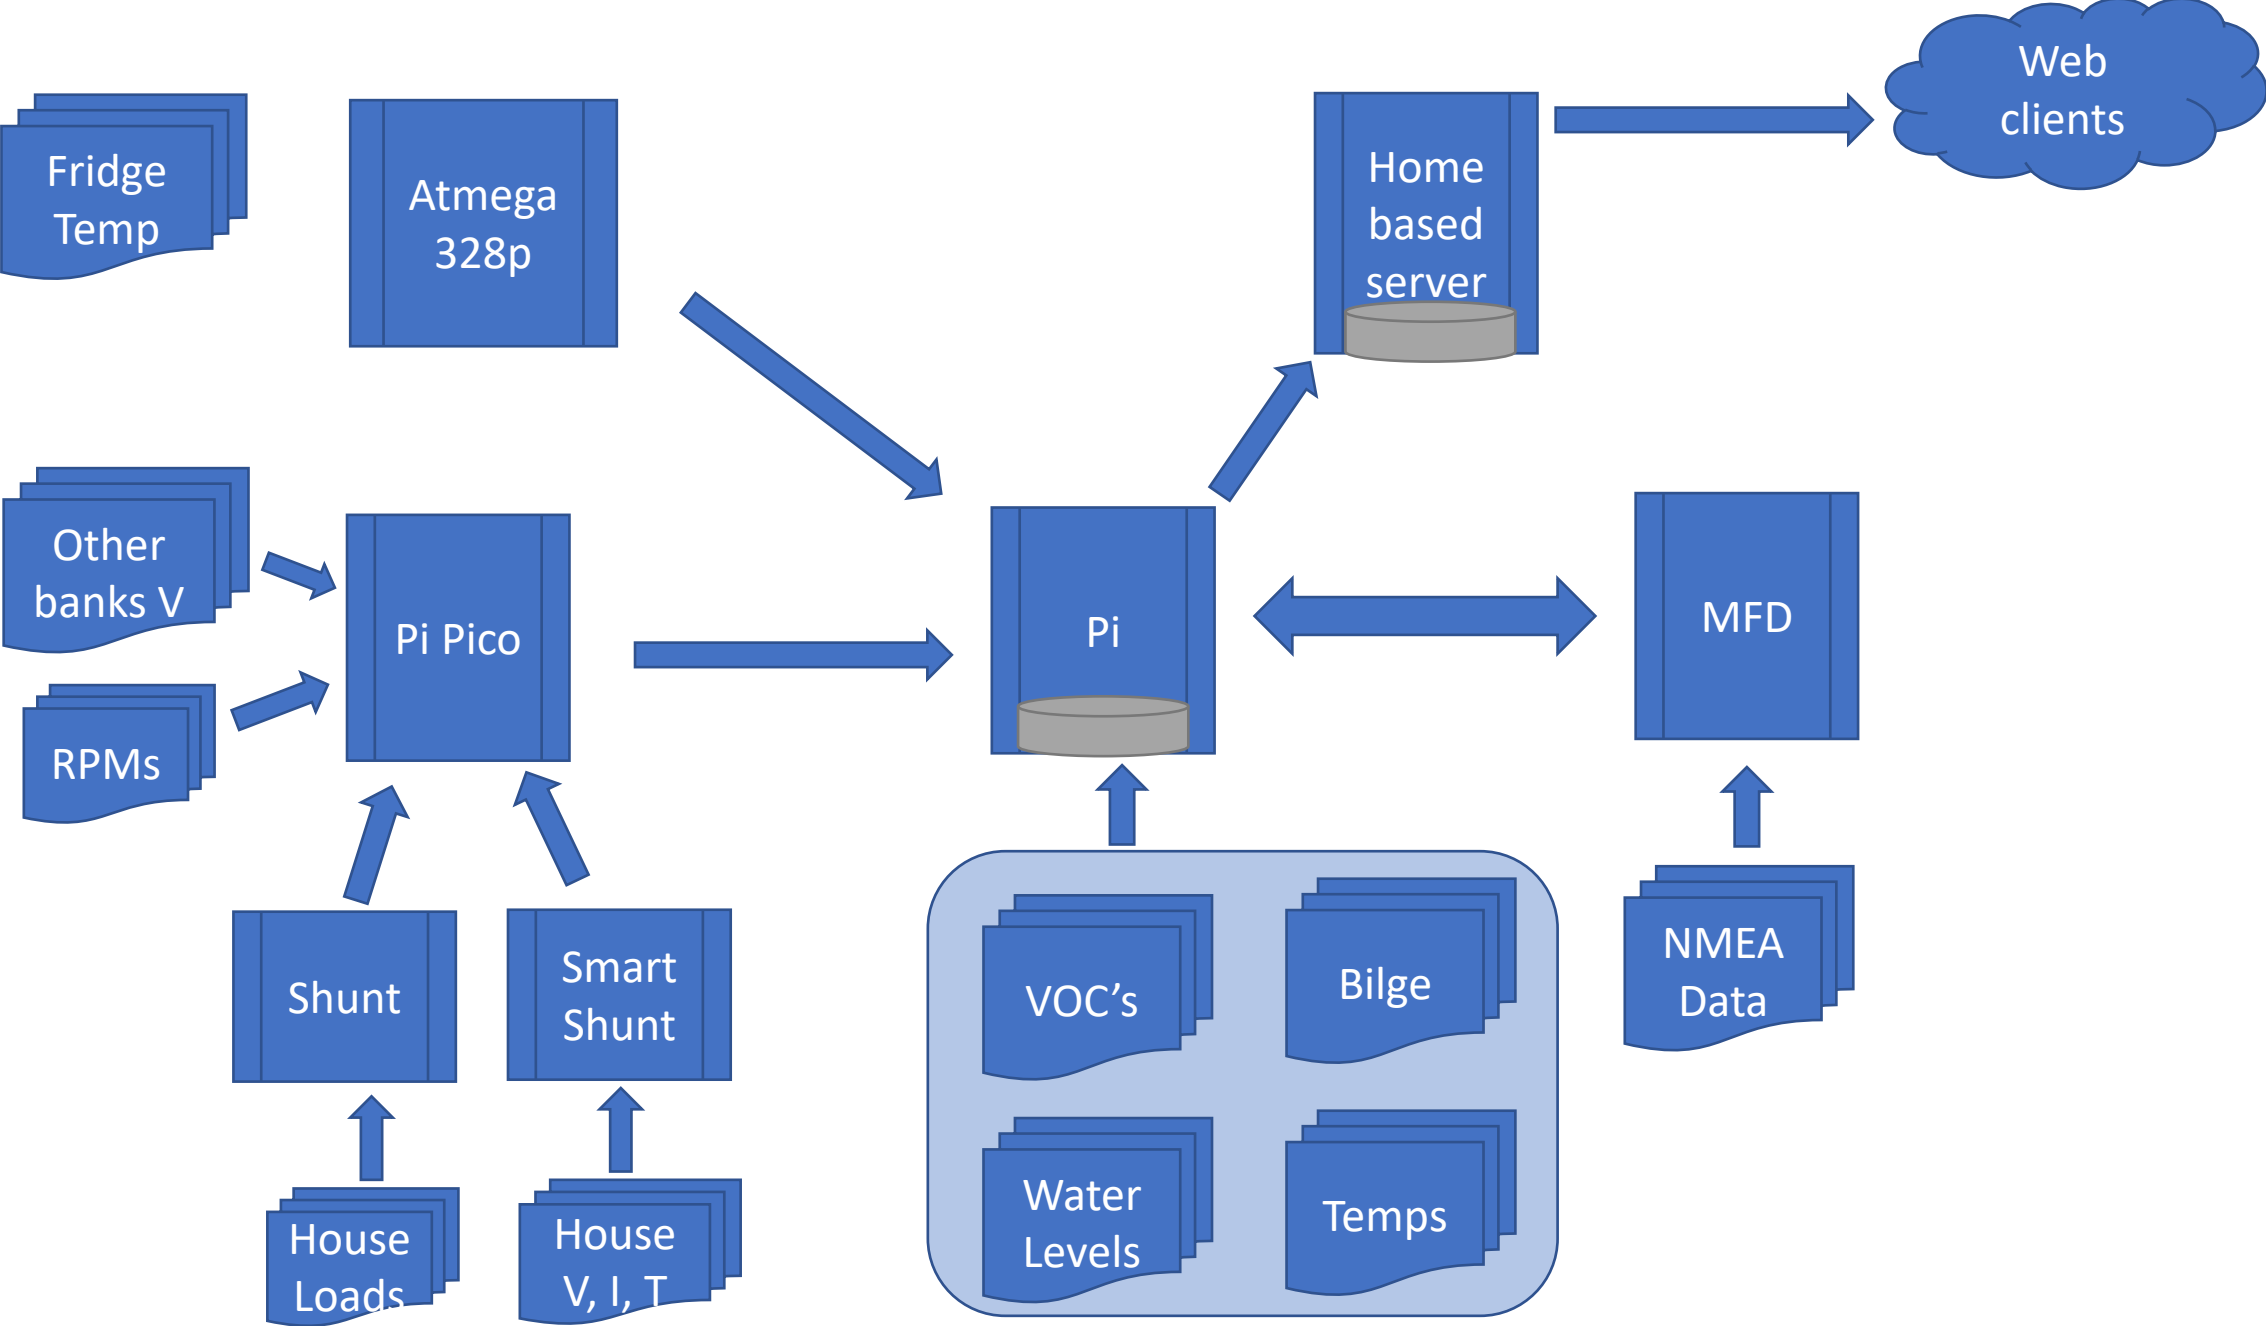 Web
clients
Fridge
Temp
Atmega
328p
Home
based
server
Other
banks V
Pi Pico
Pi
MFD
RPMs
Shunt
Smart
Shunt
VOC’s
Bilge
NMEA
Data
House
Loads
House
V, I, T
Water
Levels
Temps